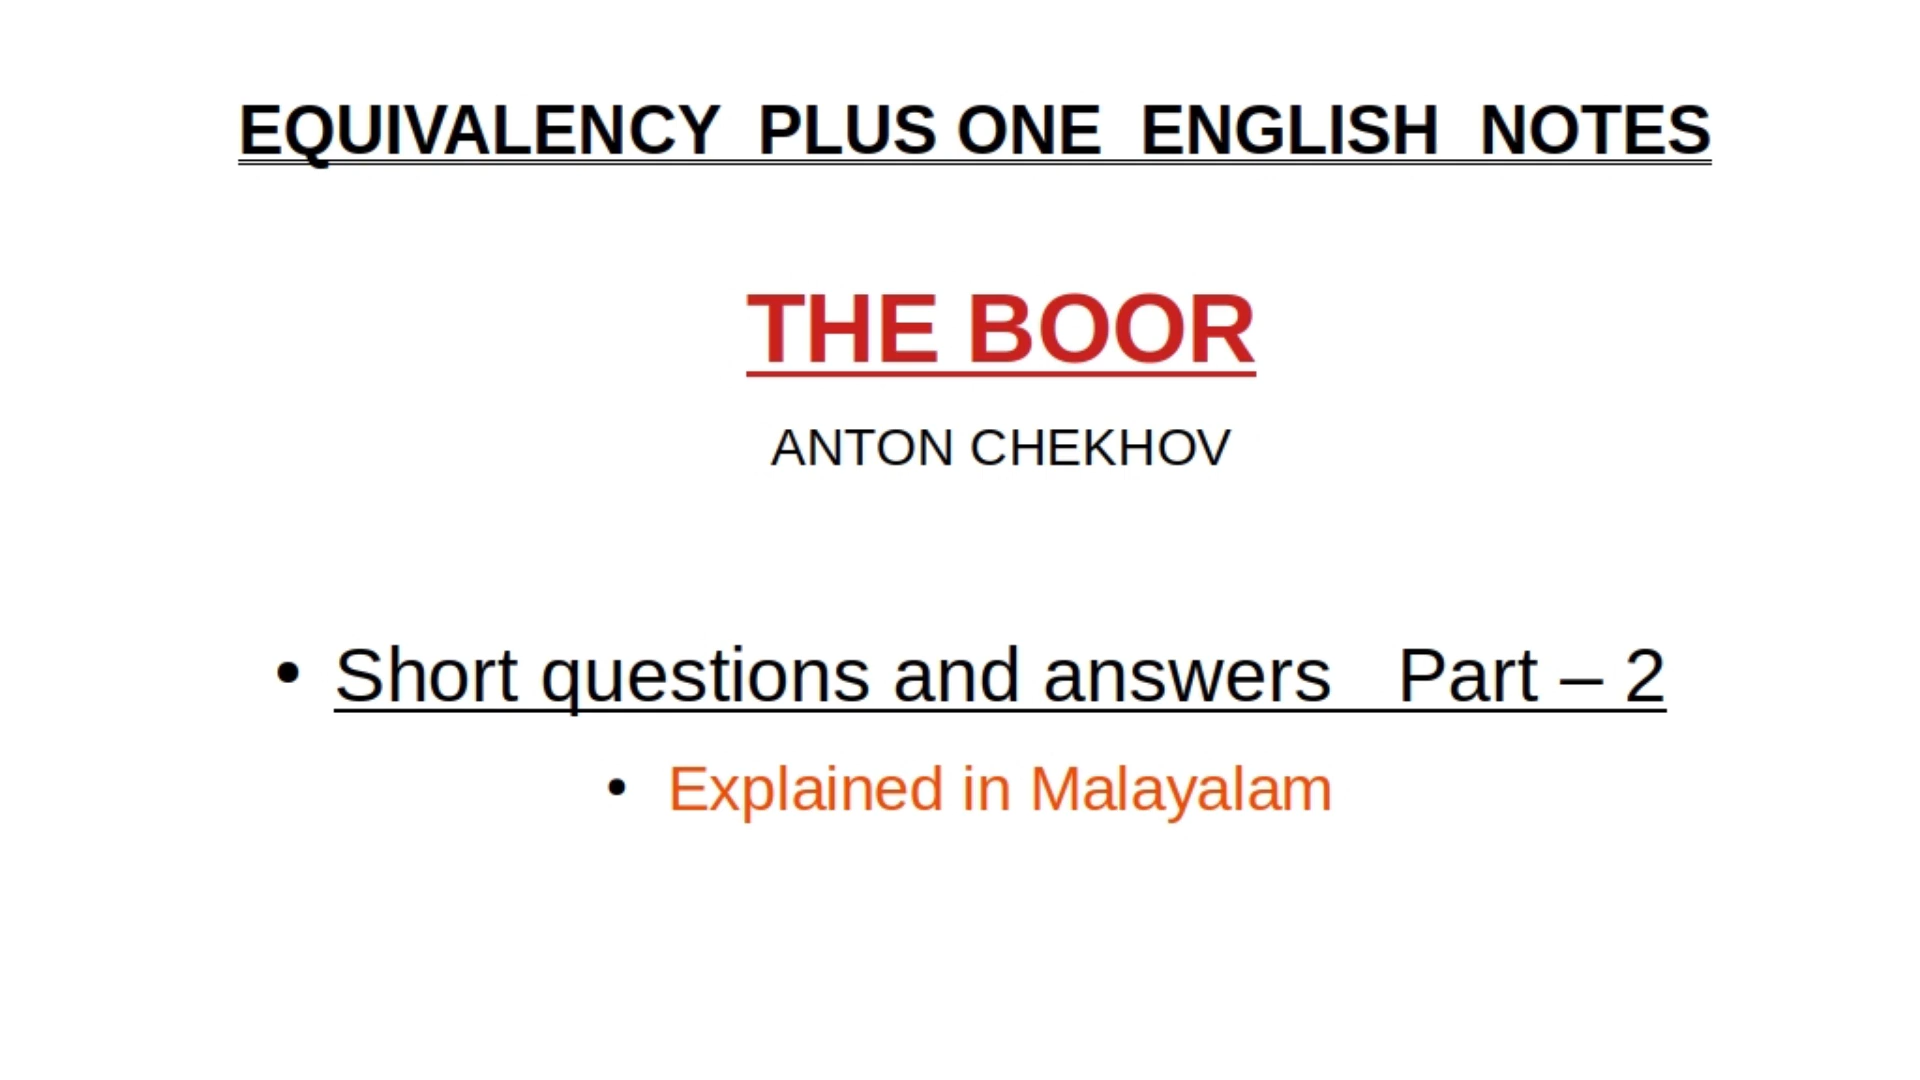 EQUIVALENCY PLUS ONE ENGLISH NOTES
THE BOOR
ANTON CHEKHOV
• Short questions and answers Part – 2
• Explained in Malayalam